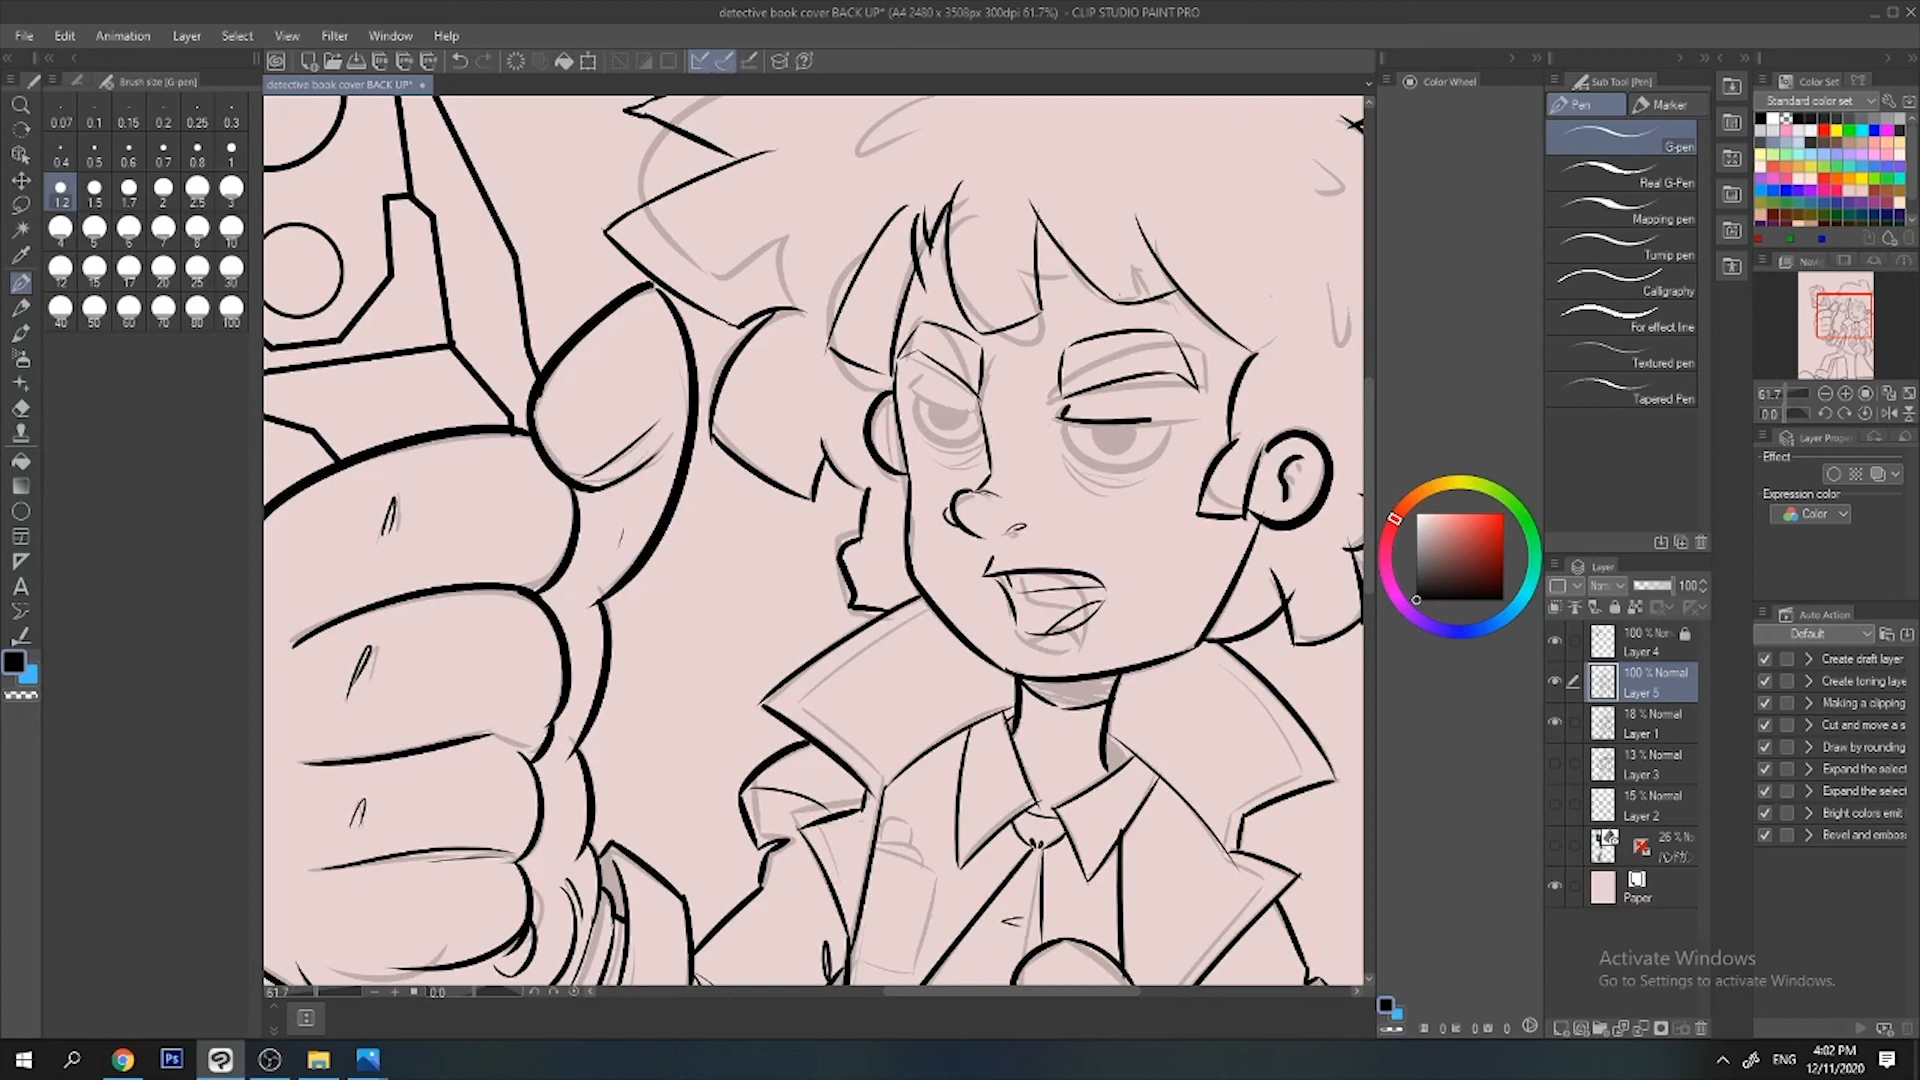 detective book cover BACK UP* (A4 2480 x 3508px 300dpi 61.7%) - CLIP STUDIO PAINT PRO
File Edit Animation Layer Select View Filter Window Help
Brush size [G-pen]
detective book cover BACK UP*
Color Wheel
Sub Tool [Pen]
Color Set
Pen
Marker
Standard color set
0.07 0.1 0.15 0.2 0.25 0.3
0.4 0.5 0.6 0.7 0.8 1
1.2 1.5 1.7 2 2.5 3
4 5 6 7 8 10
12 15 17 20 25 30
40 50 60 70 80 100
G-pen
Real G-Pen
Mapping pen
Turnip pen
Calligraphy
For effect line
Textured pen
Tapered Pen
Navi
61.7
0.0
Layer Prope
Effect
Expression color
Color
Layer
Norm
100
100 % Norr
Layer 4
100 % Normal
Layer 5
18 % Normal
Layer 1
13 % Normal
Layer 3
15 % Normal
Layer 2
26 % No
Paper
Auto Action
Default
Create draft layer
Create toning laye
Making a clipping
Cut and move a s
Draw by rounding
Expand the select
Expand the select
Bright colors emit
Bevel and embos
Activate Windows
Go to Settings to activate Windows.
61.7
0.0
0 0 0
A
Ps
ENG
4:02 PM
12/11/2020